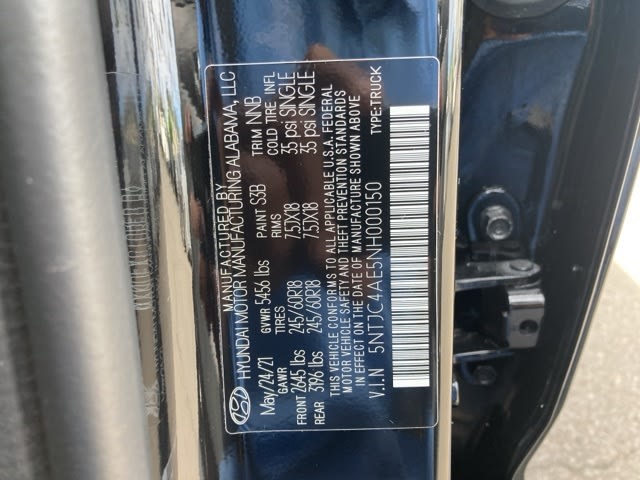 MANUFACTURED BY
HYUNDAI MOTOR MANUFACTURING ALABAMA, LLC
May/24/21 GVWR 5456 lbs PAINT S3B TRIM NNB
GAWR TIRES RIMS COLD TIRE INFL
FRONT 2645 lbs 245/60R18 7.5JX18 35 psi SINGLE
REAR 3196 lbs 245/60R18 7.5JX18 35 psi SINGLE
THIS VEHICLE CONFORMS TO ALL APPLICABLE U.S.A. FEDERAL
MOTOR VEHICLE SAFETY AND THEFT PREVENTION STANDARDS
IN EFFECT ON THE DATE OF MANUFACTURE SHOWN ABOVE
V.I.N 5NTJC4AE5NH000150 TYPE:TRUCK